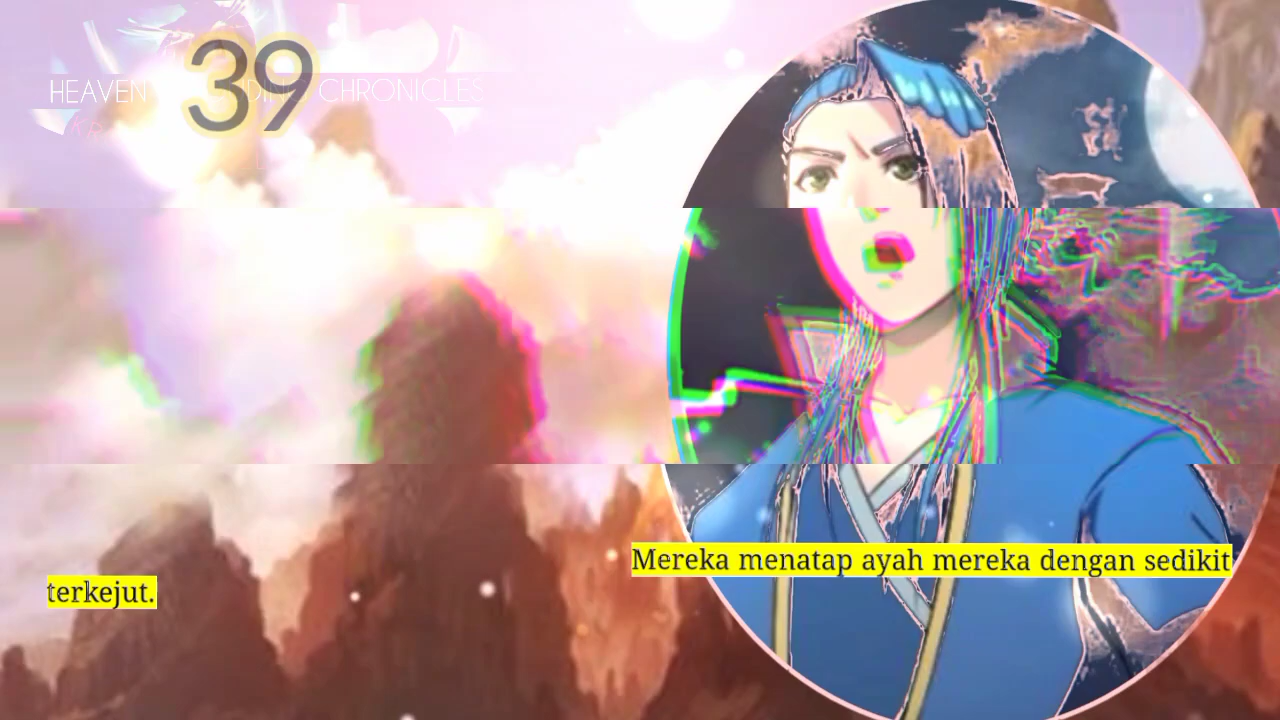 39
HEAVEN CHRONICLES
Mereka menatap ayah mereka dengan sedikit
terkejut.